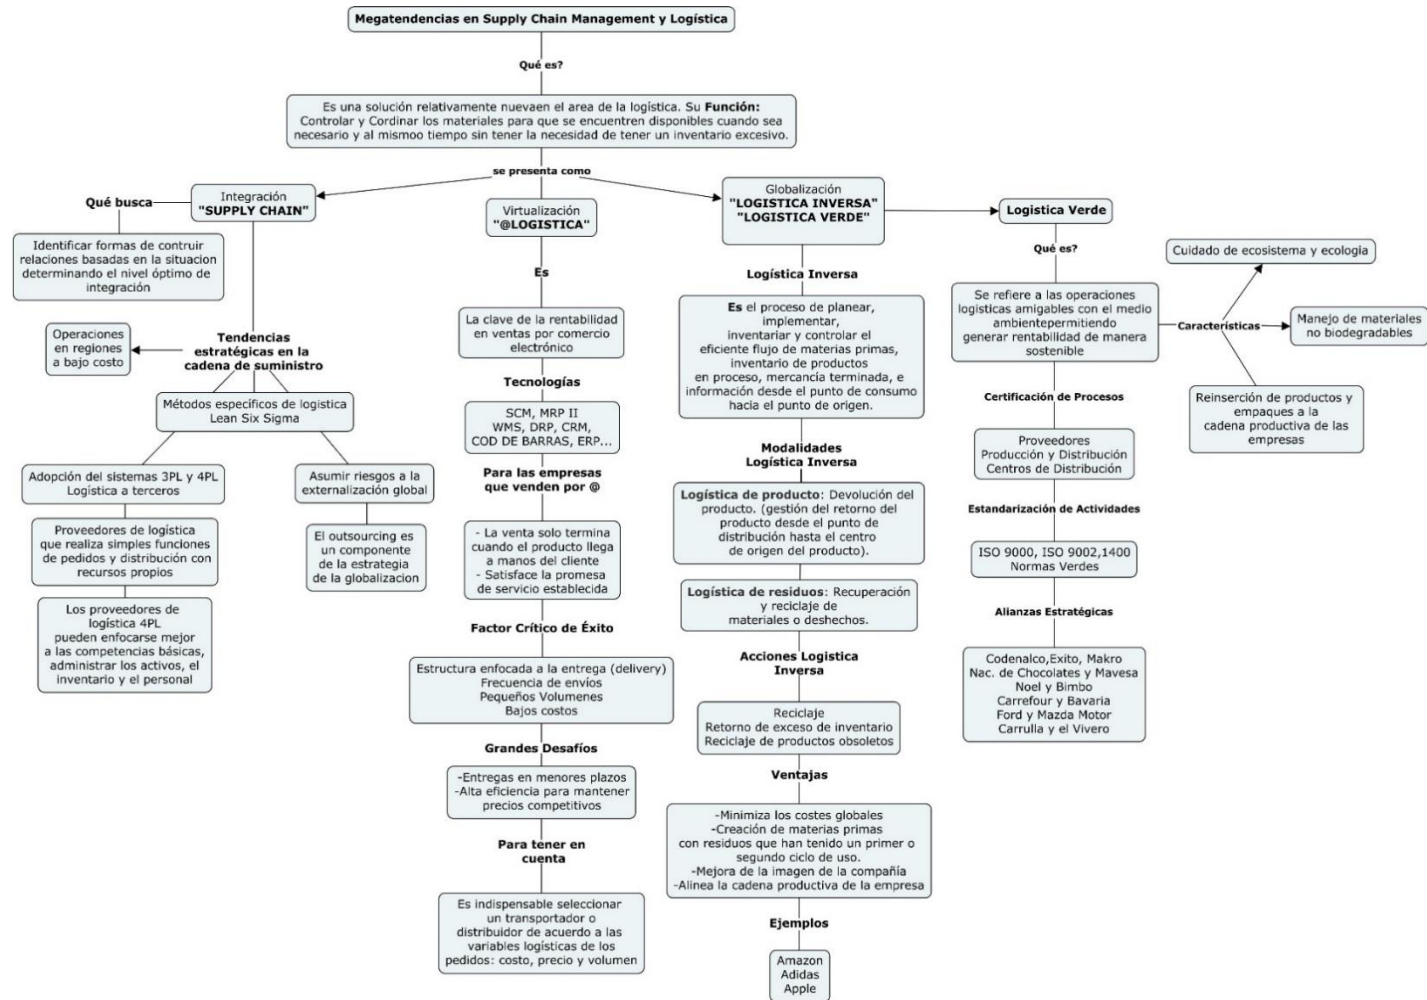 Megatendencias en Supply Chain Management y Logística
Qué es?
Es una solución relativamente nuevaen el area de la logística. Su Función:
Controlar y Cordinar los materiales para que se encuentren disponibles cuando sea
necesario y al mismoo tiempo sin tener la necesidad de tener un inventario excesivo.
se presenta como
Integración
"SUPPLY CHAIN"
Qué busca
Identificar formas de contruir
relaciones basadas en la situacion
determinando el nivel óptimo de
integración
Operaciones
en regiones
a bajo costo
Tendencias
estratégicas en la
cadena de suministro
Métodos específicos de logistica
Lean Six Sigma
Adopción del sistemas 3PL y 4PL
Logística a terceros
Proveedores de logística
que realiza simples funciones
de pedidos y distribución con
recursos propios
Los proveedores de
logística 4PL
pueden enfocarse mejor
a las competencias básicas,
administrar los activos, el
inventario y el personal
Asumir riesgos a la
externalización global
El outsourcing es
un componente
de la estrategia
de la globalizacion
Virtualización
"@LOGISTICA"
Es
La clave de la rentabilidad
en ventas por comercio
electrónico
Tecnologías
SCM, MRP II
WMS, DRP, CRM,
COD DE BARRAS, ERP...
Para las empresas
que venden por @
- La venta solo termina
cuando el producto llega
a manos del cliente
- Satisface la promesa
de servicio establecida
Factor Crítico de Éxito
Estructura enfocada a la entrega (delivery)
Frecuencia de envíos
Pequeños Volumenes
Bajos costos
Grandes Desafíos
-Entregas en menores plazos
-Alta eficiencia para mantener
precios competitivos
Para tener en
cuenta
Es indispensable seleccionar
un transportador o
distribuidor de acuerdo a las
variables logísticas de los
pedidos: costo, precio y volumen
Globalización
"LOGISTICA INVERSA"
"LOGISTICA VERDE"
Logística Inversa
Es el proceso de planear,
implementar,
inventariar y controlar el
eficiente flujo de materias primas,
inventario de productos
en proceso, mercancía terminada, e
información desde el punto de consumo
hacia el punto de origen.
Modalidades
Logística Inversa
Logística de producto: Devolución del
producto. (gestión del retorno del
producto desde el punto de
distribución hasta el centro
de origen del producto).
Logística de residuos: Recuperación
y reciclaje de
materiales o deshechos.
Acciones Logistica
Inversa
Reciclaje
Retorno de exceso de inventario
Reciclaje de productos obsoletos
Ventajas
-Minimiza los costes globales
-Creación de materias primas
con residuos que han tenido un primer o
segundo ciclo de uso.
-Mejora de la imagen de la compañía
-Alinea la cadena productiva de la empresa
Ejemplos
Amazon
Adidas
Apple
Logistica Verde
Qué es?
Se refiere a las operaciones
logisticas amigables con el medio
ambientepermitiendo
generar rentabilidad de manera
sostenible
Características
Cuidado de ecosistema y ecologia
Manejo de materiales
no biodegradables
Reinserción de productos y
empaques a la
cadena productiva de las
empresas
Certificación de Procesos
Proveedores
Producción y Distribución
Centros de Distribución
Estandarización de Actividades
ISO 9000, ISO 9002,1400
Normas Verdes
Alianzas Estratégicas
Codenalco,Exito, Makro
Nac. de Chocolates y Mavesa
Noel y Bimbo
Carrefour y Bavaria
Ford y Mazda Motor
Carrulla y el Vivero